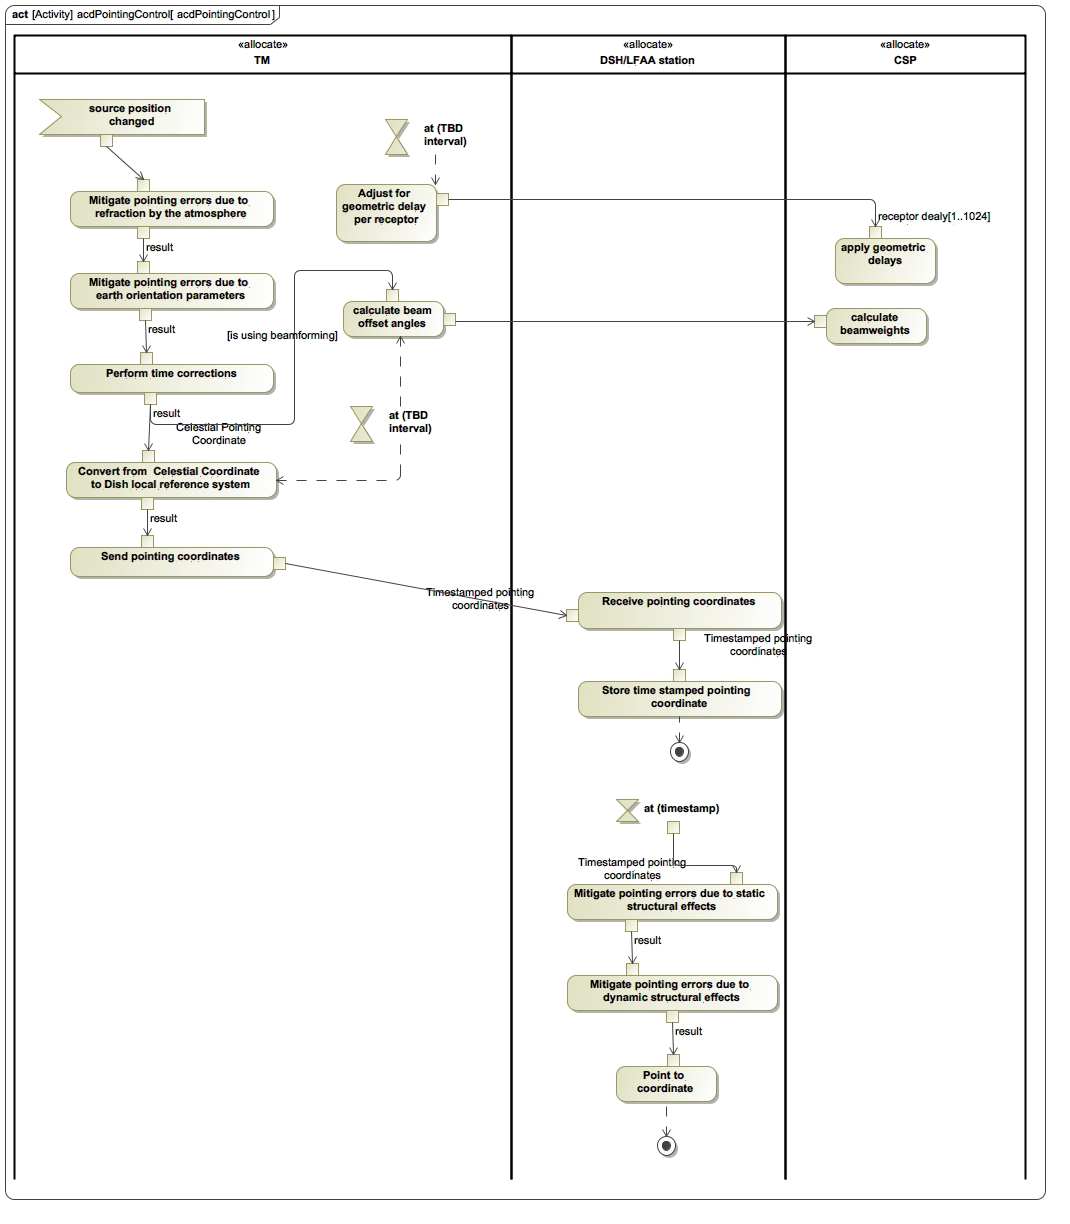 act [Activity] acdPointingControl[ acdPointingControl]
«allocate»
TM
«allocate»
DSH/LFAA station
«allocate»
CSP
source position
changed
at (TBD
interval)
Mitigate pointing errors due to
refraction by the atmosphere
Adjust for
geometric delay
per receptor
receptor dealy[1..1024]
result
apply geometric
delays
Mitigate pointing errors due to
earth orientation parameters
calculate beam
offset angles
calculate
beamweights
result
[is using beamforming]
Perform time corrections
result
Celestial Pointing
Coordinate
at (TBD
interval)
Convert from Celestial Coordinate
to Dish local reference system
result
Send pointing coordinates
Timestamped pointing
coordinates
Receive pointing coordinates
Timestamped pointing
coordinates
Store time stamped pointing
coordinate
at (timestamp)
Timestamped pointing
coordinates
Mitigate pointing errors due to static
structural effects
result
Mitigate pointing errors due to
dynamic structural effects
result
Point to
coordinate